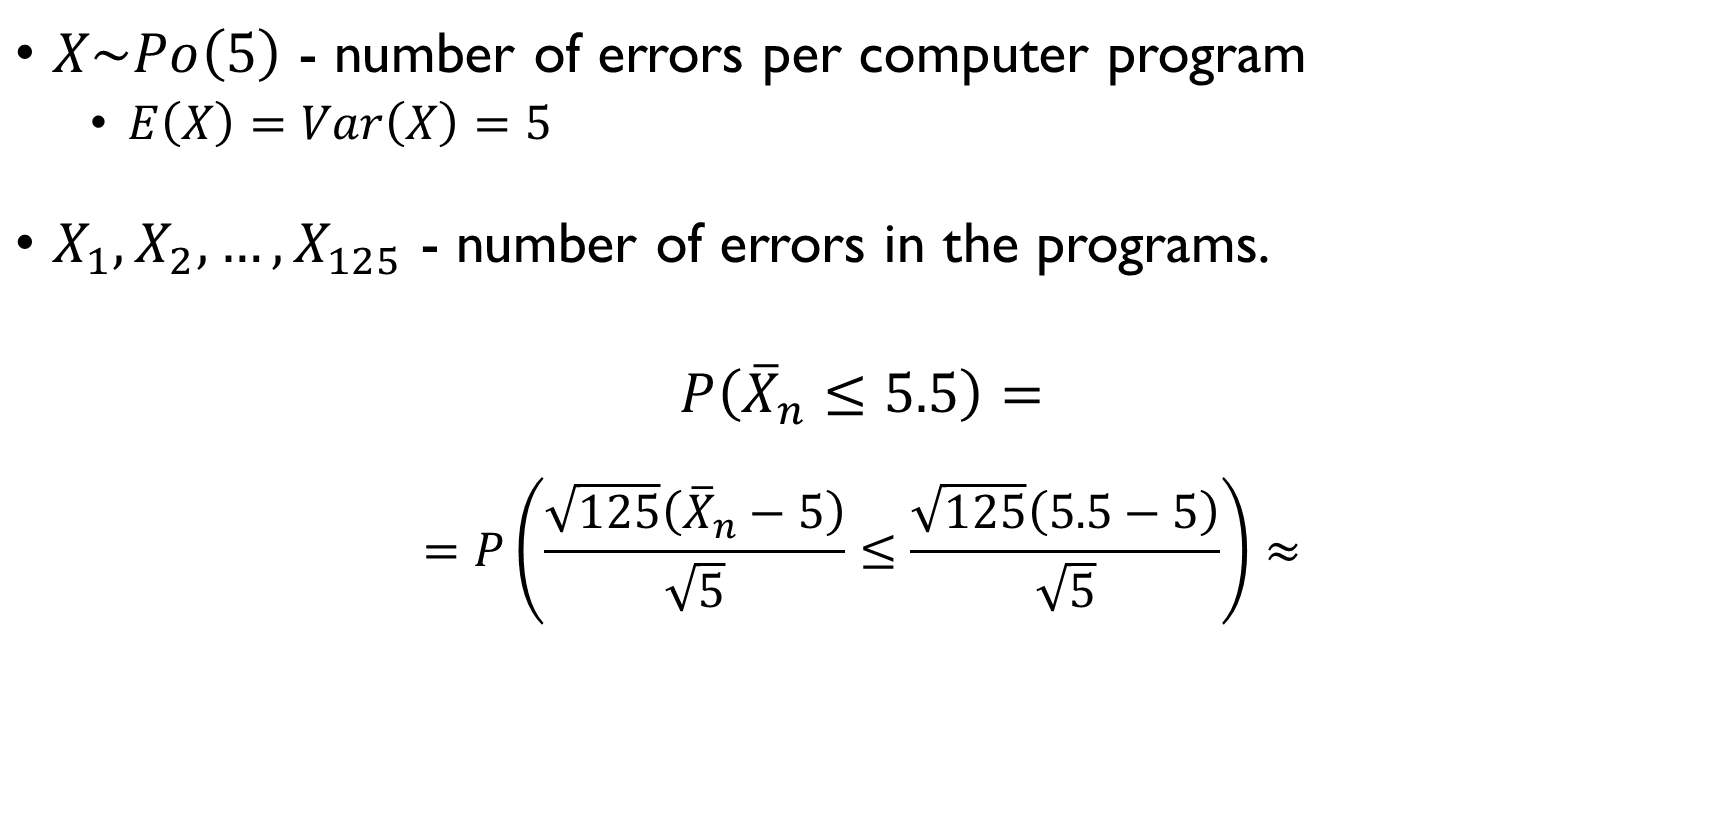 • X~Po(5) - number of errors per computer program
• E(X) = Var(X) = 5
• X₁, X₂, … , X₁₂₅ - number of errors in the programs.
P(X̄ₙ ≤ 5.5) =
= P(√125(X̄ₙ − 5)/√5 ≤ √125(5.5 − 5)/√5) ≈